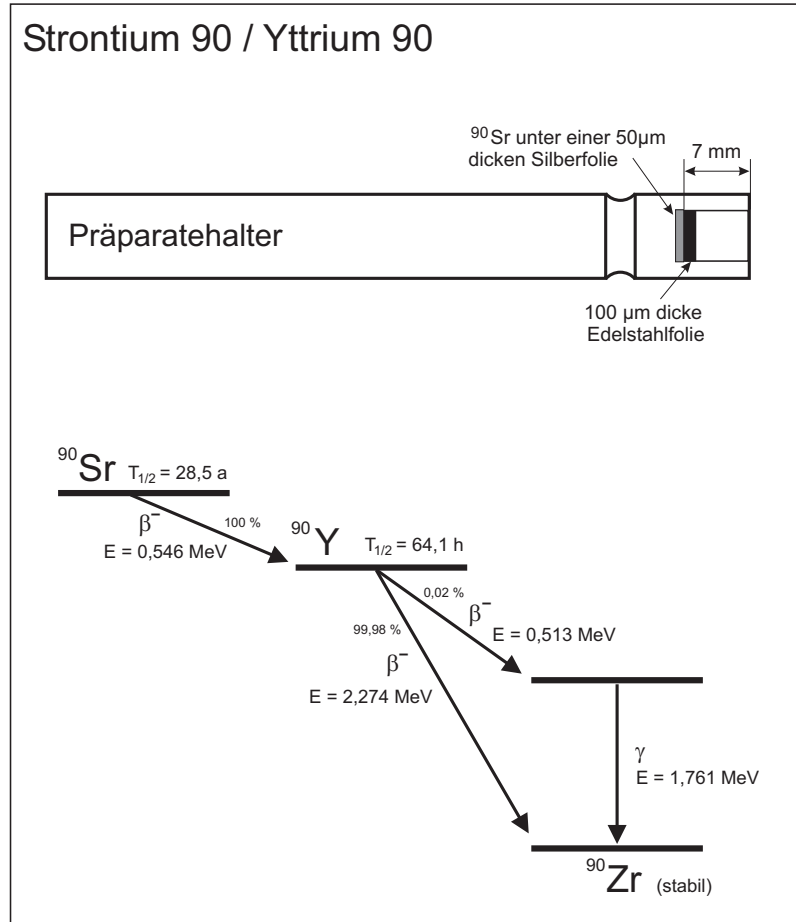 Strontium 90 / Yttrium 90
⁹⁰Sr unter einer 50µm
dicken Silberfolie
7 mm
Präparatehalter
100 µm dicke
Edelstahlfolie
⁹⁰Sr T₁/₂ = 28,5 a
β⁻
100 %
E = 0,546 MeV
⁹⁰Y T₁/₂ = 64,1 h
0,02 %
β⁻
E = 0,513 MeV
99,98 %
β⁻
E = 2,274 MeV
γ
E = 1,761 MeV
⁹⁰Zr (stabil)